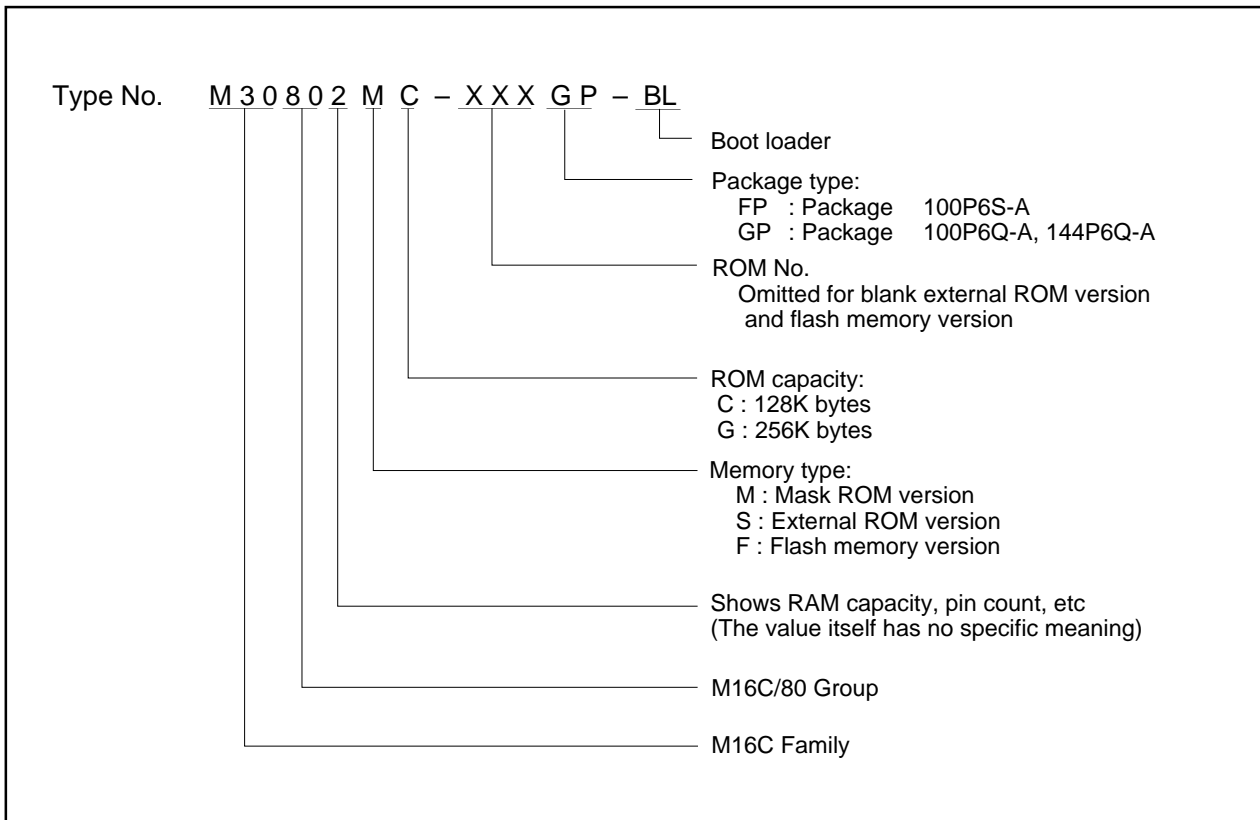 Type No. M 3 0 8 0 2 M C – X X X G P – BL
Boot loader
Package type:
FP : Package 100P6S-A
GP : Package 100P6Q-A, 144P6Q-A
ROM No.
Omitted for blank external ROM version
and flash memory version
ROM capacity:
C : 128K bytes
G : 256K bytes
Memory type:
M : Mask ROM version
S : External ROM version
F : Flash memory version
Shows RAM capacity, pin count, etc
(The value itself has no specific meaning)
M16C/80 Group
M16C Family